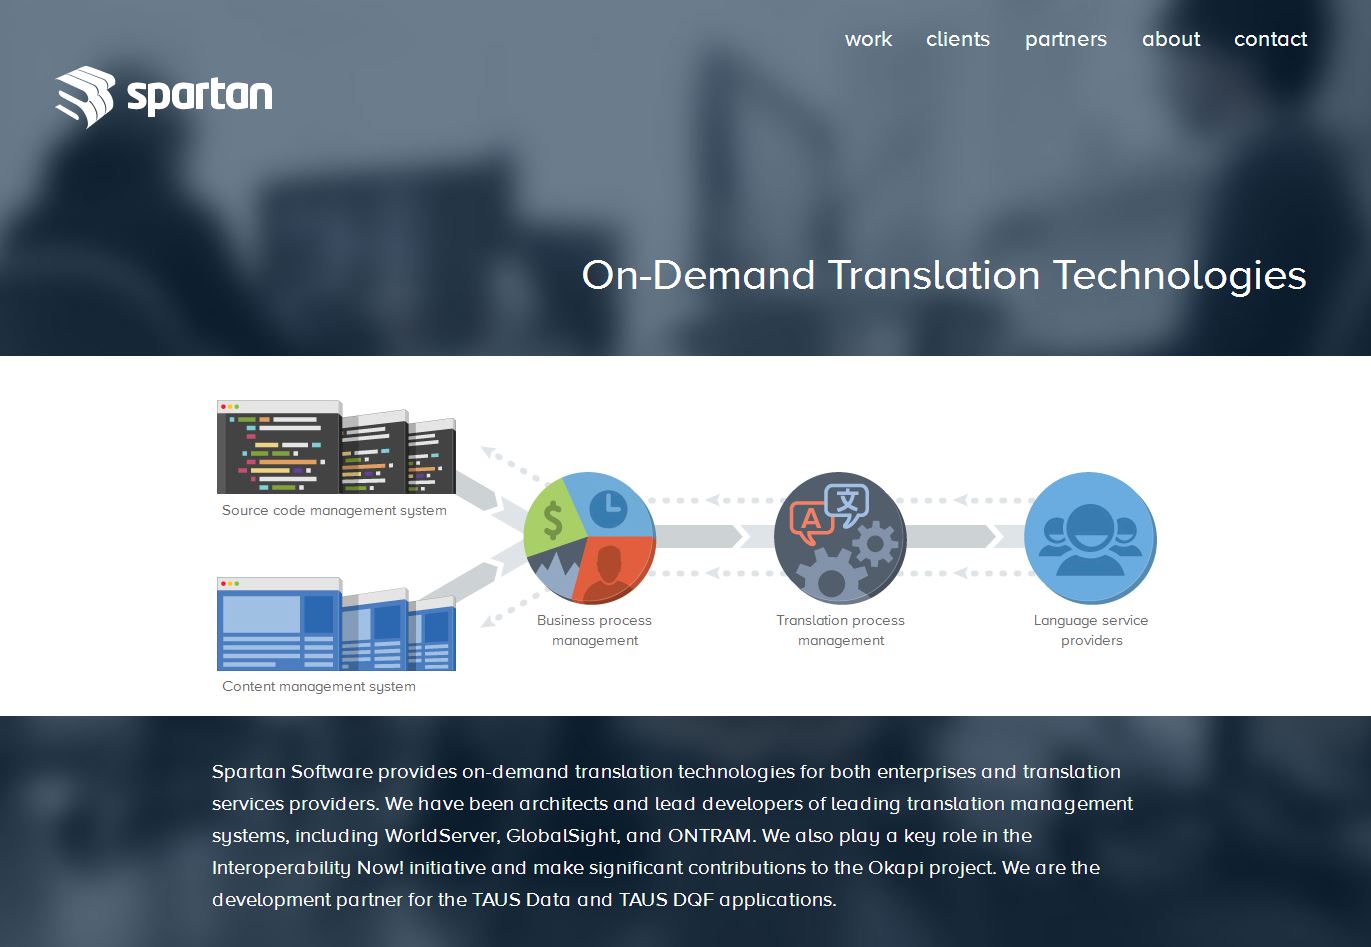 work clients partners about contact
spartan
On-Demand Translation Technologies
Source code management system
$
A 文
Business process
management
Translation process
management
Language service
providers
Content management system
Spartan Software provides on-demand translation technologies for both enterprises and translation
services providers. We have been architects and lead developers of leading translation management
systems, including WorldServer, GlobalSight, and ONTRAM. We also play a key role in the
Interoperability Now! initiative and make significant contributions to the Okapi project. We are the
development partner for the TAUS Data and TAUS DQF applications.